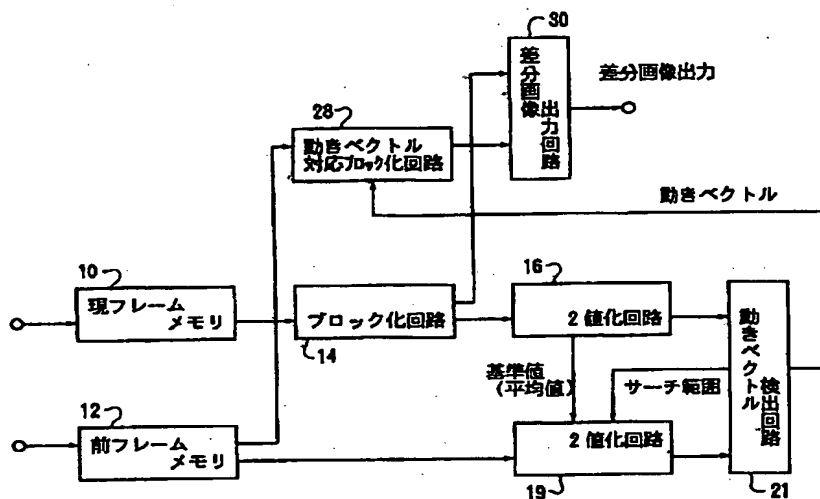 30
差分画像
出力回路
差分画像出力
28
動きベクトル
対応ブロック化回路
動きベクトル
10
現フレーム
メモリ
ブロック化回路
14
16
2値化回路
動きベクトル
検出回路
基準値
(平均値)
サーチ範囲
12
前フレーム
メモリ
2値化回路
19
21